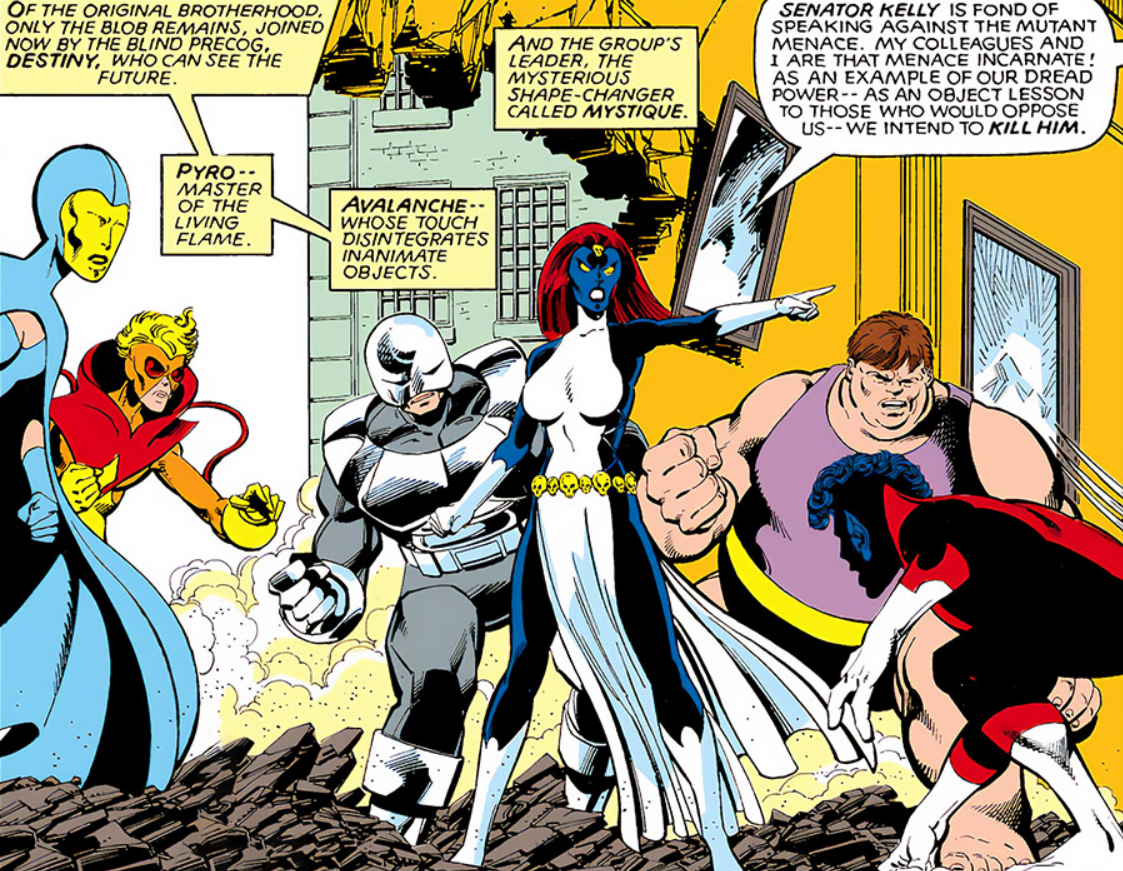 OF THE ORIGINAL BROTHERHOOD,
ONLY THE BLOB REMAINS, JOINED
NOW BY THE BLIND PRECOG,
DESTINY, WHO CAN SEE THE
FUTURE.
PYRO--
MASTER
OF THE
LIVING
FLAME.
AVALANCHE--
WHOSE TOUCH
DISINTEGRATES
INANIMATE
OBJECTS.
AND THE GROUP'S
LEADER, THE
MYSTERIOUS
SHAPE-CHANGER
CALLED MYSTIQUE.
SENATOR KELLY IS FOND OF
SPEAKING AGAINST THE MUTANT
MENACE. MY COLLEAGUES AND
I ARE THAT MENACE INCARNATE!
AS AN EXAMPLE OF OUR DREAD
POWER-- AS AN OBJECT LESSON
TO THOSE WHO WOULD OPPOSE
US-- WE INTEND TO KILL HIM.